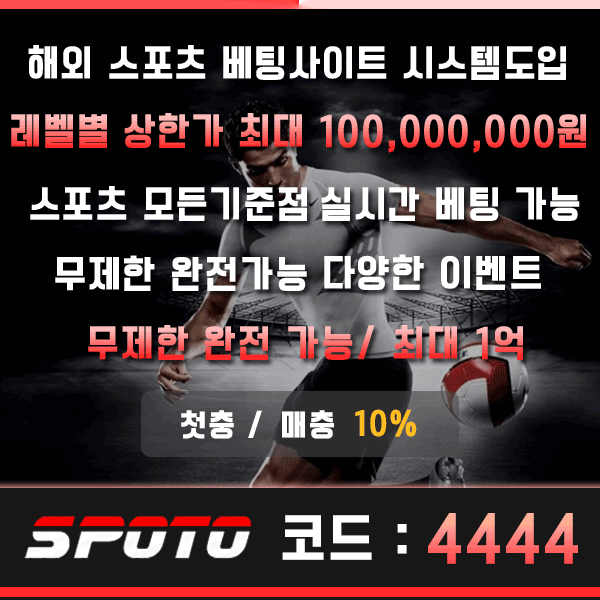 해외 스포츠 베팅사이트 시스템도입
레벨별 상한가 최대 100,000,000원
스포츠 모든기준점 실시간 베팅 가능
무제한 완전가능 다양한 이벤트
무제한 완전 가능/ 최대 1억
첫충 / 매충 10%
SPOTO 코드 : 4444